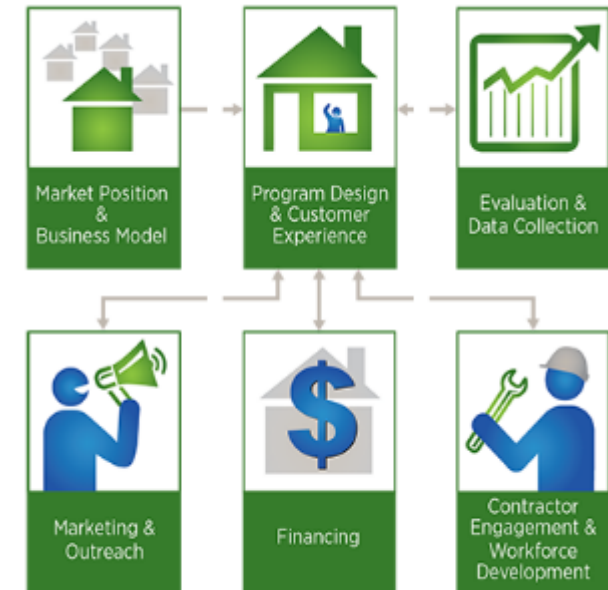 Market Position
&
Business Model
Program Design
& Customer
Experience
Evaluation &
Data Collection
Marketing &
Outreach
$
Financing
Contractor
Engagement &
Workforce
Development